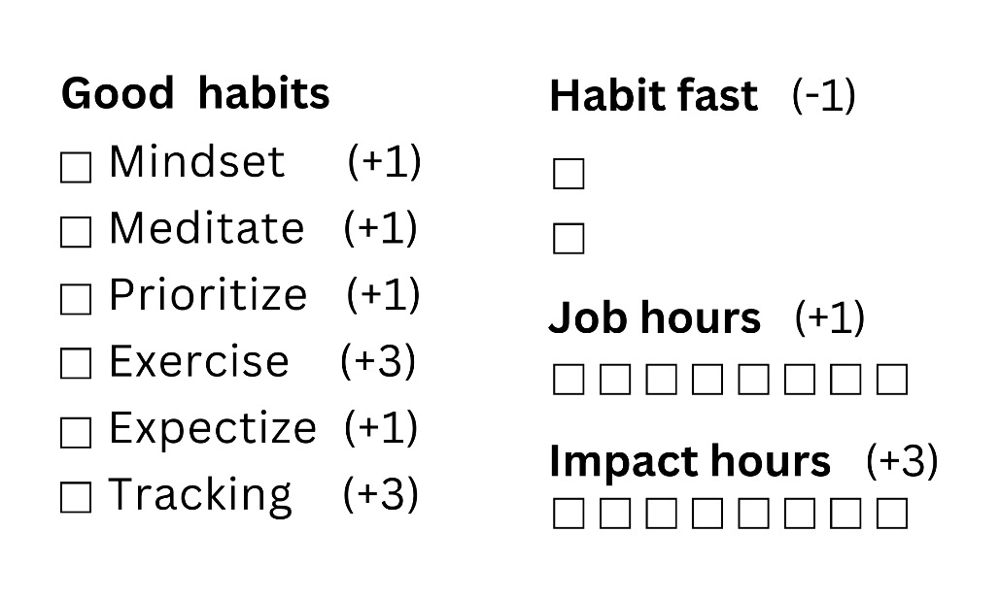 Good habits
☐ Mindset (+1)
☐ Meditate (+1)
☐ Prioritize (+1)
☐ Exercise (+3)
☐ Expectize (+1)
☐ Tracking (+3)
Habit fast (-1)
☐
☐
Job hours (+1)
☐ ☐ ☐ ☐ ☐ ☐ ☐ ☐
Impact hours (+3)
☐ ☐ ☐ ☐ ☐ ☐ ☐ ☐